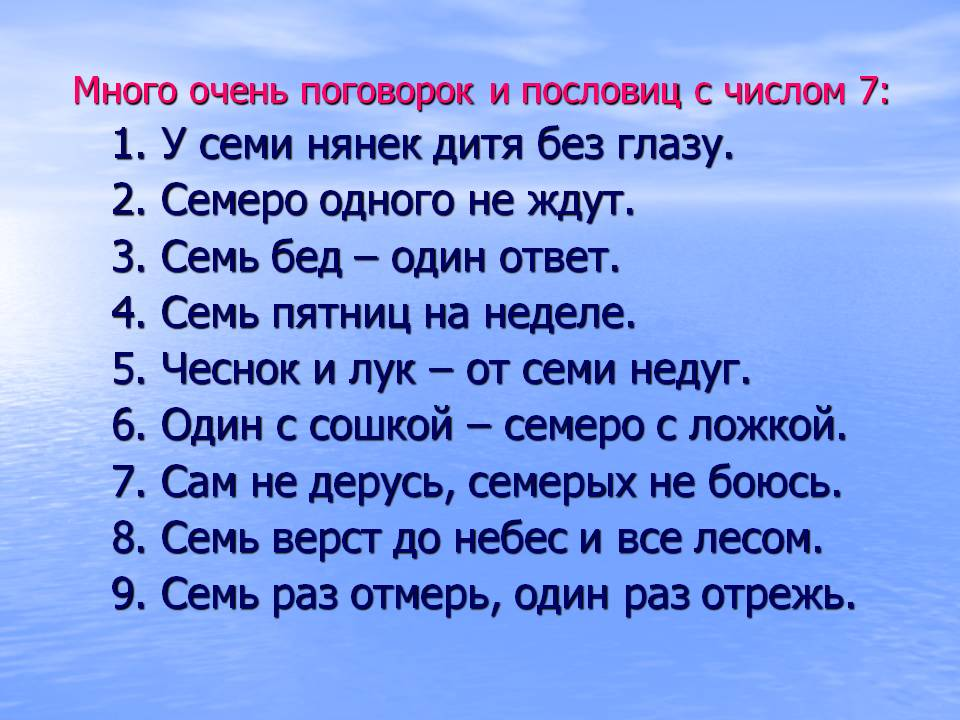 Много очень поговорок и пословиц с числом 7:
1. У семи нянек дитя без глазу.
2. Семеро одного не ждут.
3. Семь бед – один ответ.
4. Семь пятниц на неделе.
5. Чеснок и лук – от семи недуг.
6. Один с сошкой – семеро с ложкой.
7. Сам не дерусь, семерых не боюсь.
8. Семь верст до небес и все лесом.
9. Семь раз отмерь, один раз отрежь.